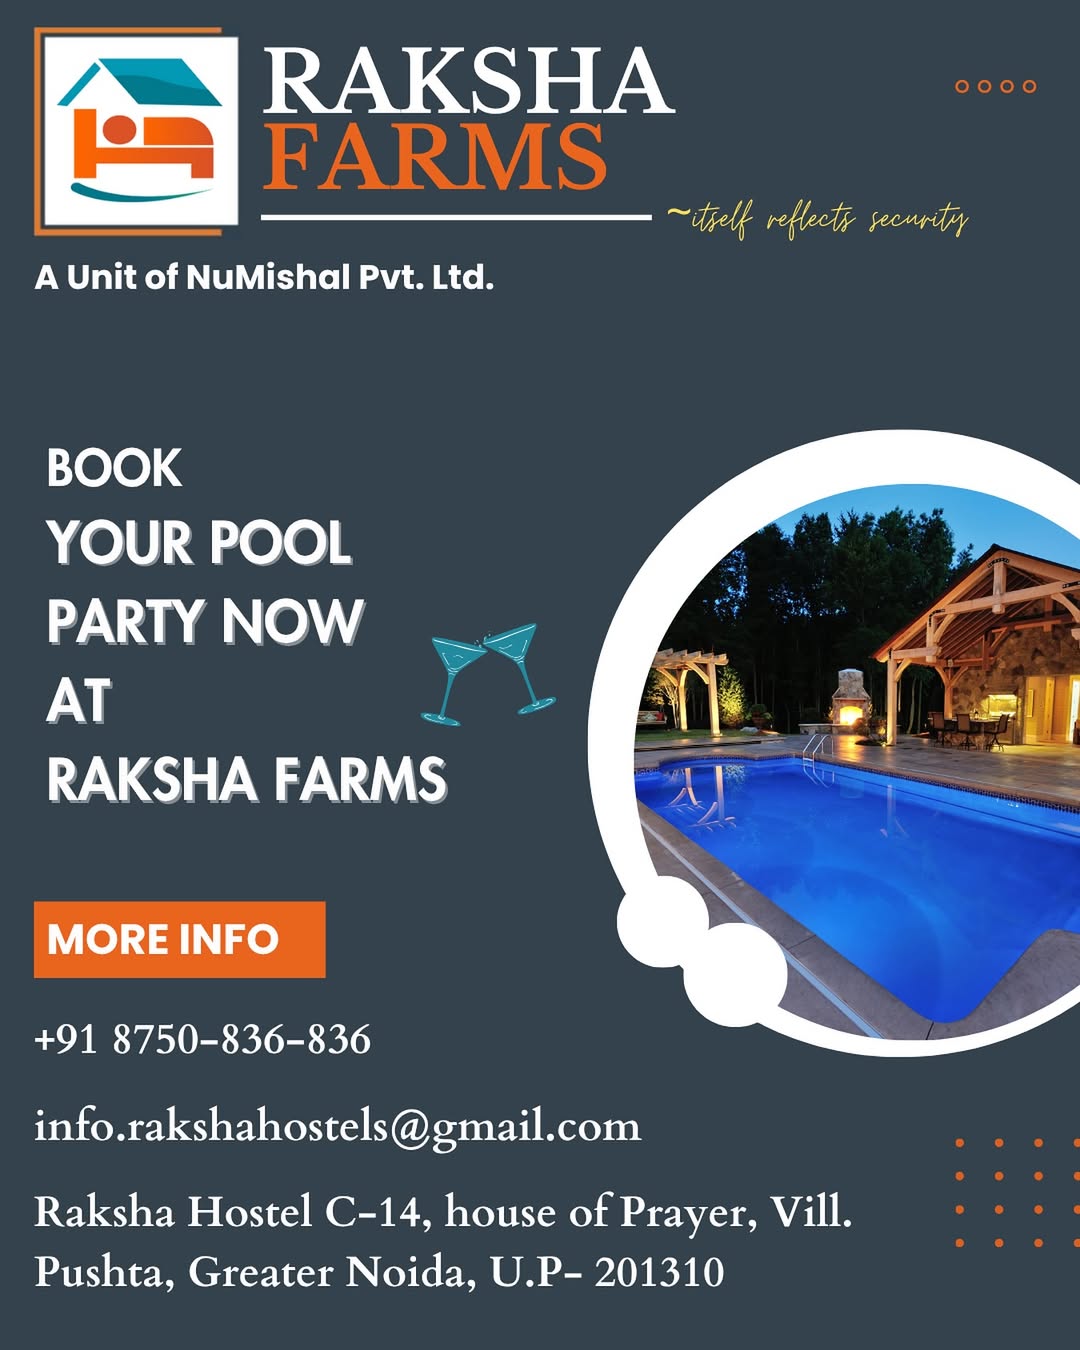 RAKSHA
FARMS
~itself reflects security
A Unit of NuMishal Pvt. Ltd.
BOOK
YOUR POOL
PARTY NOW
AT
RAKSHA FARMS
MORE INFO
+91 8750-836-836
info.rakshahostels@gmail.com
Raksha Hostel C-14, house of Prayer, Vill.
Pushta, Greater Noida, U.P- 201310